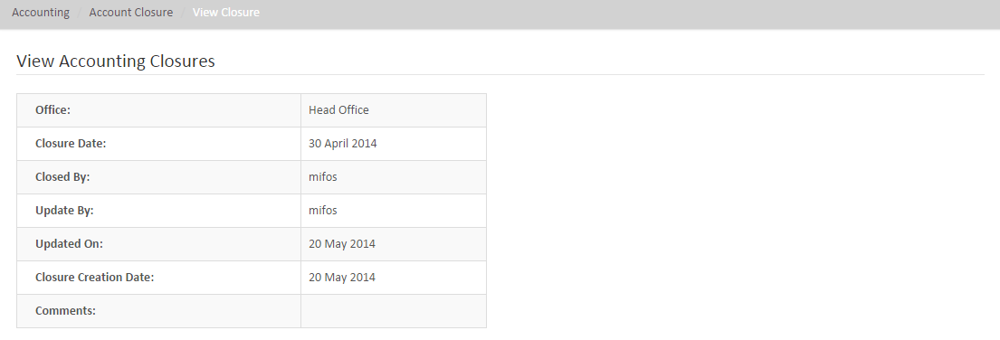 Accounting / Account Closure / View Closure
View Accounting Closures
Office: Head Office
Closure Date: 30 April 2014
Closed By: mifos
Update By: mifos
Updated On: 20 May 2014
Closure Creation Date: 20 May 2014
Comments: